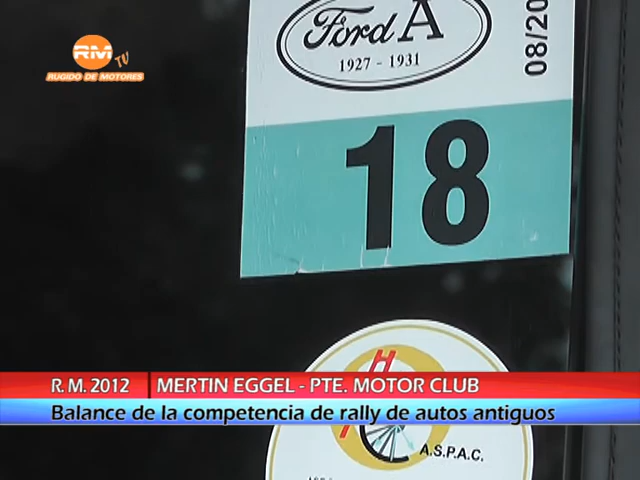 Ford A
1927 - 1931
08/20
RM
TV
RUGIDO DE MOTORES
18
R. M. 2012 MERTIN EGGEL - PTE. MOTOR CLUB
Balance de la competencia de rally de autos antiguos
H
A.S.P.A.C.